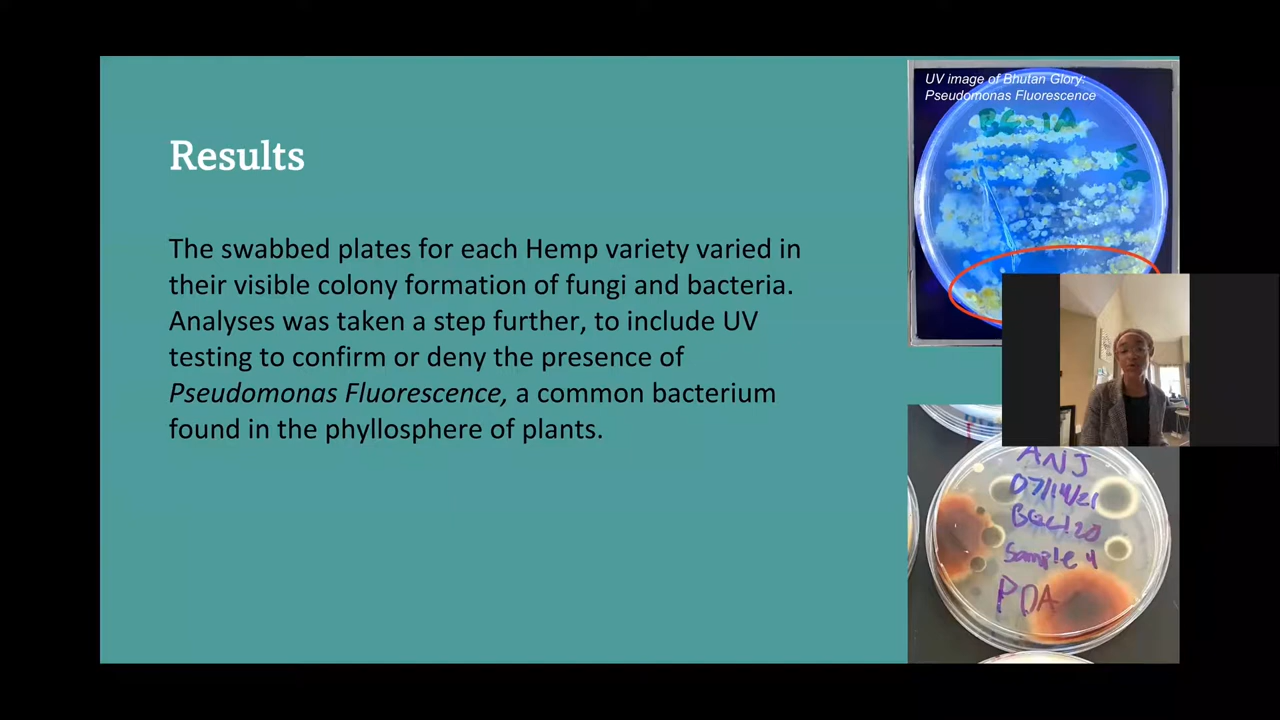 UV image of Bhutan Glory:
Pseudomonas Fluorescence
BG-1A
Results
The swabbed plates for each Hemp variety varied in
their visible colony formation of fungi and bacteria.
Analyses was taken a step further, to include UV
testing to confirm or deny the presence of
Pseudomonas Fluorescence, a common bacterium
found in the phyllosphere of plants.
ANJ
07/14/21
Sample 4
PDA